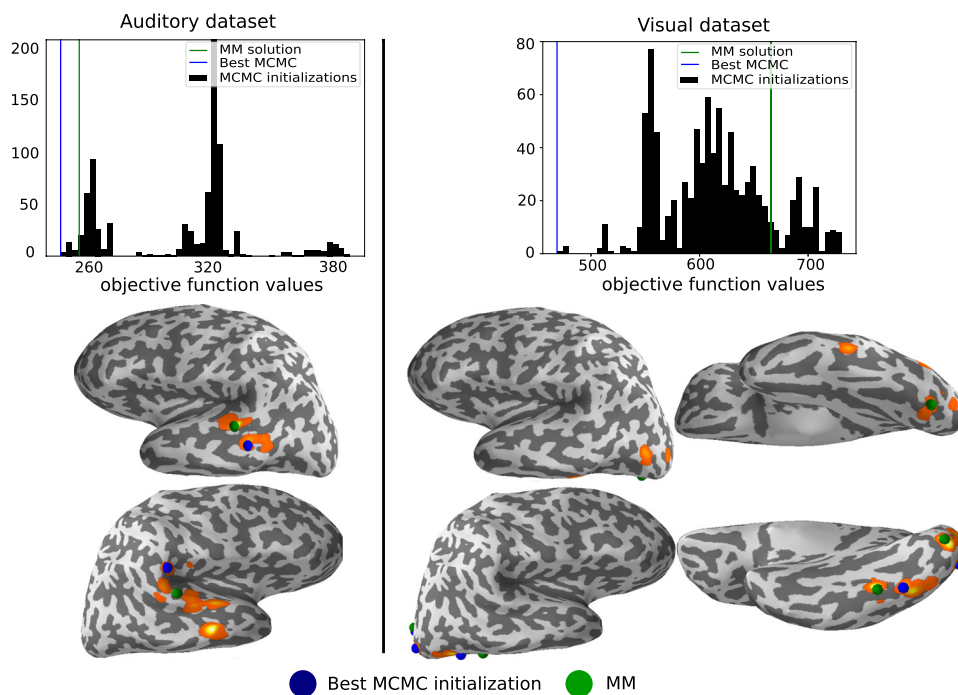 Auditory dataset
200
150
100
50
0
MM solution
Best MCMC
MCMC initializations
260
320
380
objective function values
Visual dataset
80
60
40
20
0
MM solution
Best MCMC
MCMC initializations
500
600
700
objective function values
Best MCMC initialization
MM